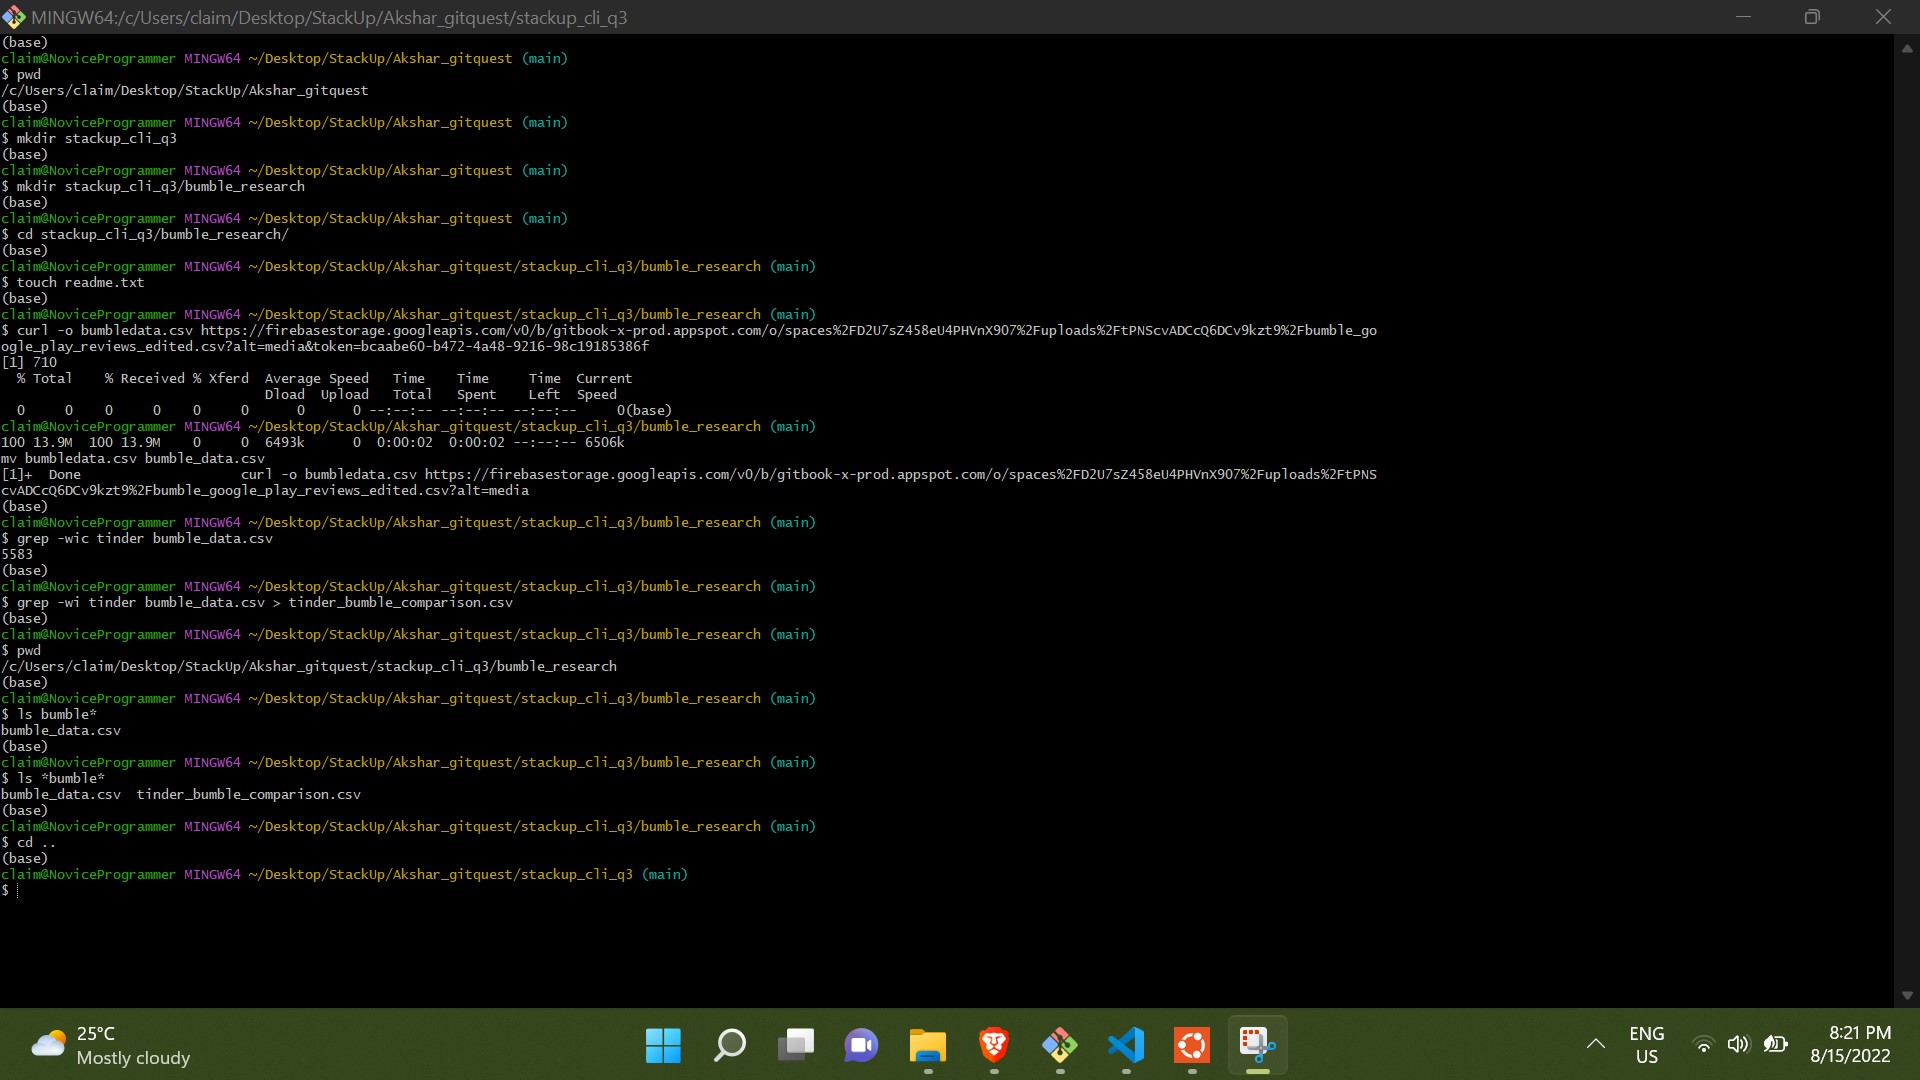 MINGW64:/c/Users/claim/Desktop/StackUp/Akshar_gitquest/stackup_cli_q3
(base)
claim@NoviceProgrammer MINGW64 ~/Desktop/StackUp/Akshar_gitquest (main)
$ pwd
/c/Users/claim/Desktop/StackUp/Akshar_gitquest
(base)
claim@NoviceProgrammer MINGW64 ~/Desktop/StackUp/Akshar_gitquest (main)
$ mkdir stackup_cli_q3
(base)
claim@NoviceProgrammer MINGW64 ~/Desktop/StackUp/Akshar_gitquest (main)
$ mkdir stackup_cli_q3/bumble_research
(base)
claim@NoviceProgrammer MINGW64 ~/Desktop/StackUp/Akshar_gitquest (main)
$ cd stackup_cli_q3/bumble_research/
(base)
claim@NoviceProgrammer MINGW64 ~/Desktop/StackUp/Akshar_gitquest/stackup_cli_q3/bumble_research (main)
$ touch readme.txt
(base)
claim@NoviceProgrammer MINGW64 ~/Desktop/StackUp/Akshar_gitquest/stackup_cli_q3/bumble_research (main)
$ curl -o bumbledata.csv https://firebasestorage.googleapis.com/v0/b/gitbook-x-prod.appspot.com/o/spaces%2FD2U7sZ458eU4PHVnX9O7%2Fuploads%2FtPNScvADCcQ6DCv9kzt9%2Fbumble_go
ogle_play_reviews_edited.csv?alt=media&token=bcaabe60-b472-4a48-9216-98c19185386f
[1] 710
  % Total    % Received % Xferd  Average Speed   Time    Time     Time  Current
                                 Dload  Upload   Total   Spent    Left  Speed
  0     0    0     0    0     0      0      0 --:--:-- --:--:-- --:--:--     0(base)
claim@NoviceProgrammer MINGW64 ~/Desktop/StackUp/Akshar_gitquest/stackup_cli_q3/bumble_research (main)
100 13.9M  100 13.9M    0     0  6493k      0  0:00:02  0:00:02 --:--:-- 6506k
mv bumbledata.csv bumble_data.csv
[1]+  Done                    curl -o bumbledata.csv https://firebasestorage.googleapis.com/v0/b/gitbook-x-prod.appspot.com/o/spaces%2FD2U7sZ458eU4PHVnX9O7%2Fuploads%2FtPNS
cvADCcQ6DCv9kzt9%2Fbumble_google_play_reviews_edited.csv?alt=media
(base)
claim@NoviceProgrammer MINGW64 ~/Desktop/StackUp/Akshar_gitquest/stackup_cli_q3/bumble_research (main)
$ grep -wic tinder bumble_data.csv
5583
(base)
claim@NoviceProgrammer MINGW64 ~/Desktop/StackUp/Akshar_gitquest/stackup_cli_q3/bumble_research (main)
$ grep -wi tinder bumble_data.csv > tinder_bumble_comparison.csv
(base)
claim@NoviceProgrammer MINGW64 ~/Desktop/StackUp/Akshar_gitquest/stackup_cli_q3/bumble_research (main)
$ pwd
/c/Users/claim/Desktop/StackUp/Akshar_gitquest/stackup_cli_q3/bumble_research
(base)
claim@NoviceProgrammer MINGW64 ~/Desktop/StackUp/Akshar_gitquest/stackup_cli_q3/bumble_research (main)
$ ls bumble*
bumble_data.csv
(base)
claim@NoviceProgrammer MINGW64 ~/Desktop/StackUp/Akshar_gitquest/stackup_cli_q3/bumble_research (main)
$ ls *bumble*
bumble_data.csv  tinder_bumble_comparison.csv
(base)
claim@NoviceProgrammer MINGW64 ~/Desktop/StackUp/Akshar_gitquest/stackup_cli_q3/bumble_research (main)
$ cd ..
(base)
claim@NoviceProgrammer MINGW64 ~/Desktop/StackUp/Akshar_gitquest/stackup_cli_q3 (main)
$
25°C
Mostly cloudy
ENG
US
8:21 PM
8/15/2022